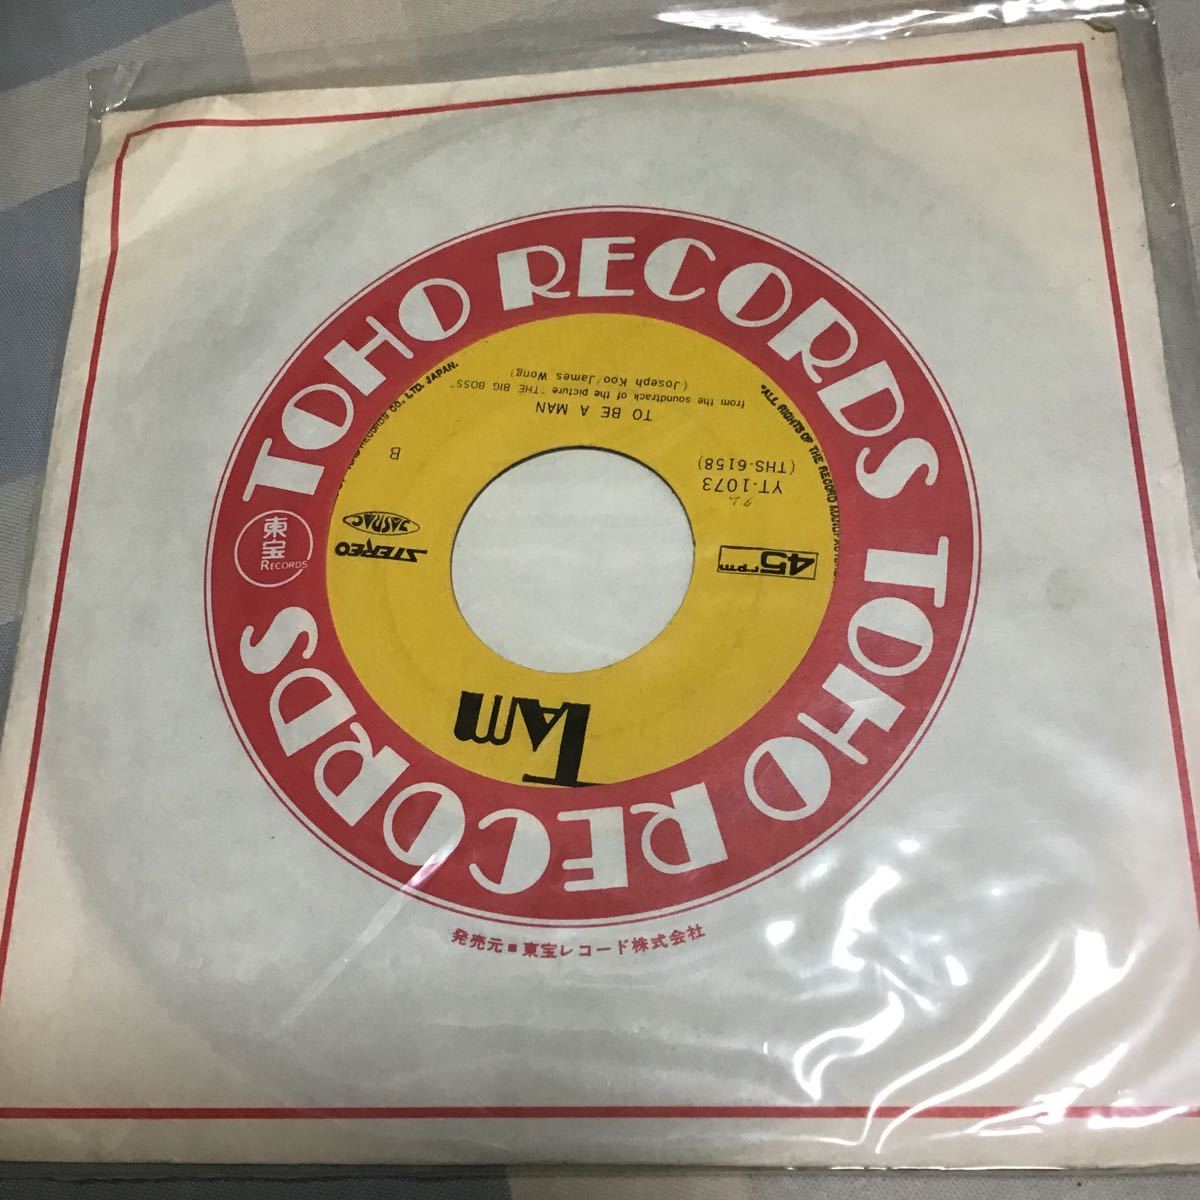 TOHO RECORDS TOHO RECORDS
東宝
RECORDS
TAM
45 rpm
STEREO
JASRAC
YT-1073
(THS-6158)
B
TO BE A MAN
from the soundtrack of the picture "THE BIG BOSS"
(Joseph Koo/James Wong)
"ALL RIGHTS OF THE RECORD
RECORDS CO., LTD. JAPAN.
発売元■東宝レコード株式会社